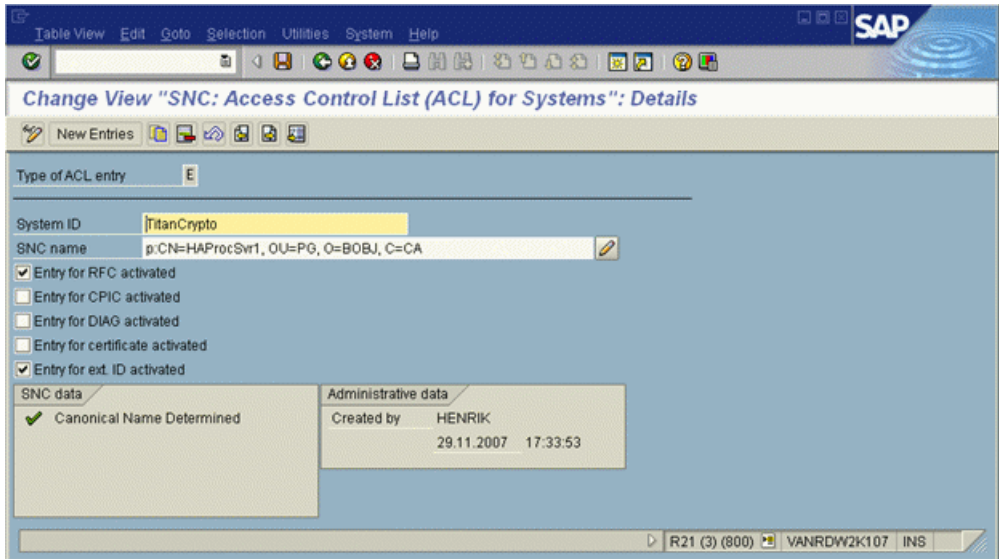 Table View Edit Goto Selection Utilities System Help
SAP
Change View "SNC: Access Control List (ACL) for Systems": Details
New Entries
Type of ACL entry E
System ID TitanCrypto
SNC name p:CN=HAProcSvr1, OU=PG, O=BOBJ, C=CA
Entry for RFC activated
Entry for CPIC activated
Entry for DIAG activated
Entry for certificate activated
Entry for ext. ID activated
SNC data Administrative data
Canonical Name Determined Created by HENRIK
29.11.2007 17:33:53
R21 (3) (800) VANRDW2K107 INS